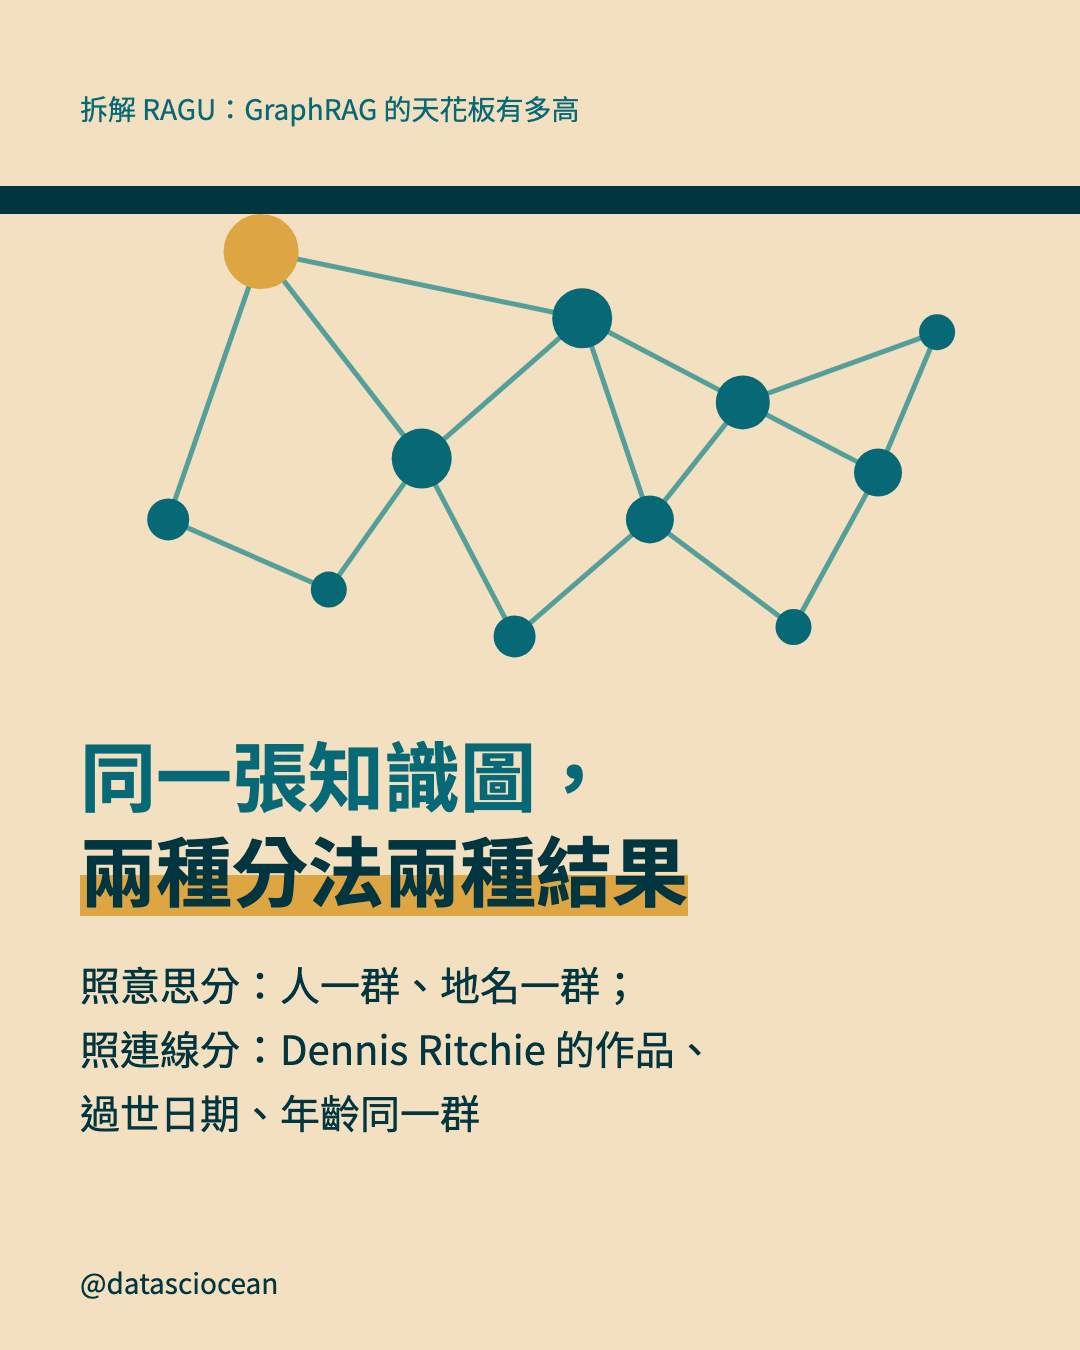 拆解 RAGU：GraphRAG 的天花板有多高
同一張知識圖，
兩種分法兩種結果
照意思分：人一群、地名一群；
照連線分：Dennis Ritchie 的作品、
過世日期、年齡同一群
@datasciocean